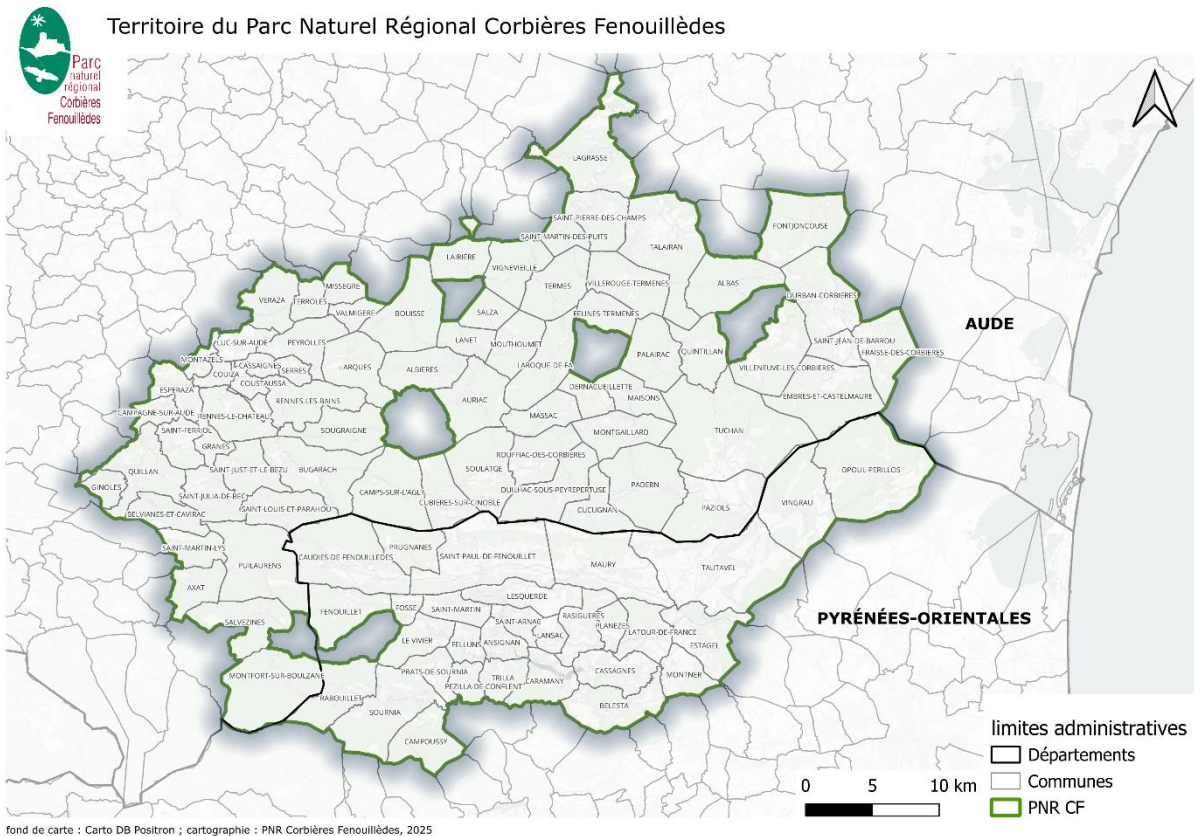 Territoire du Parc Naturel Régional Corbières Fenouillèdes
Parc
naturel
régional
Corbières
Fenouillèdes
LAGRASSE
SAINT-PIERRE-DES-CHAMPS
FONTJONCOUSE
SAINT-MARTIN-DES-PUITS
TALAIRAN
LAIRIERE
VIGNEVIEILLE
MISSEGRE
TERMES
VILLEROUGE-TERMENES
ALBAS
VERAZA
TERROLES
DURBAN-CORBIERES
VALMIGERE
BOUISSE
SALZA
FELINES-TERMENES
AUDE
LUC-SUR-AUDE
PEYROLLES
LANET
MOUTHOUMET
SAINT-JEAN-DE-BARROU
PALAIRAC
QUINTILLAN
FRAISSE-DES-CORBIERES
MONTAZELS
CASSAIGNES
ARQUES
ALBIERES
LAROQUE-DE-FA
VILLENEUVE-LES-CORBIERES
COUIZA
SERRES
COUSTAUSSA
ESPERAZA
DERNACUEILLETTE
RENNES-LES-BAINS
AURIAC
MAISONS
EMBRES-ET-CASTELMAURE
CAMPAGNE-SUR-AUDE
RENNES-LE-CHATEAU
MASSAC
SAINT-FERRIOL
SOUGRAIGNE
MONTGAILLARD
TUCHAN
GRANES
ROUFFIAC-DES-CORBIERES
QUILLAN
SAINT-JUST-ET-LE-BEZU
BUGARACH
SOULATGE
OPOUL-PERILLOS
GINOLES
PADERN
SAINT-JULIA-DE-BEC
CAMPS-SUR-L'AGLY
DUILHAC-SOUS-PEYREPERTUSE
CUBIERES-SUR-CINOBLE
VINGRAU
BELVIANES-ET-CAVIRAC
SAINT-LOUIS-ET-PARAHOU
CUCUGNAN
PAZIOLS
SAINT-MARTIN-LYS
PRUGNANES
CAUDIES-DE-FENOUILLEDES
SAINT-PAUL-DE-FENOUILLET
PUILAURENS
MAURY
TAUTAVEL
AXAT
LESQUERDE
FENOUILLET
FOSSE
SAINT-MARTIN
RASIGUERES
SALVEZINES
SAINT-ARNAC
PLANEZES
PYRÉNÉES-ORIENTALES
LE VIVIER
FELLUNS
ANSIGNAN
LANSAC
LATOUR-DE-FRANCE
ESTAGEL
MONTFORT-SUR-BOULZANE
PRATS-DE-SOURNIA
TRILLA
CASSAGNES
MONTNER
PEZILLA-DE-CONFLENT
CARAMANY
RABOUILLET
SOURNIA
BELESTA
CAMPOUSSY
limites administratives
Départements
Communes
PNR CF
0 5 10 km
fond de carte : Carto DB Positron ; cartographie : PNR Corbières Fenouillèdes, 2025